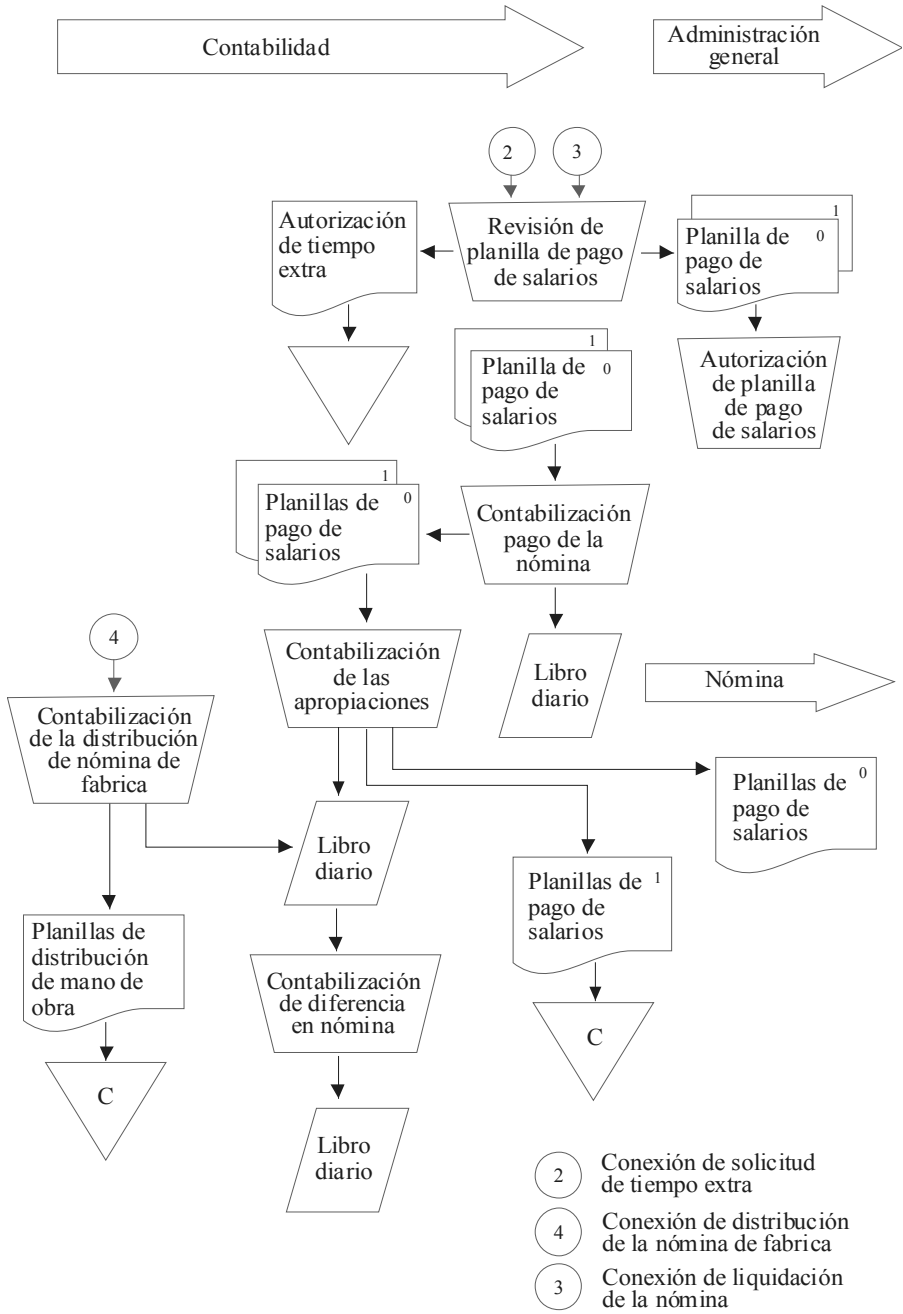 Contabilidad
Administración
general
2
3
Autorización
de tiempo
extra
Revisión de
planilla de pago
de salarios
1
Planilla de 0
pago de
salarios
1
Planilla de 0
pago de
salarios
Autorización
de planilla
de pago
de salarios
1
Planillas de 0
pago de
salarios
Contabilización
pago de la
nómina
4
Contabilización
de las
apropiaciones
Libro
diario
Nómina
Contabilización
de la distribución
de nómina de
fabrica
Planillas de 0
pago de
salarios
Libro
diario
Planillas de 1
pago de
salarios
Planillas de
distribución
de mano de
obra
Contabilización
de diferencia
en nómina
C
C
Libro
diario
2 Conexión de solicitud
de tiempo extra
4 Conexión de distribución
de la nómina de fabrica
3 Conexión de liquidación
de la nómina